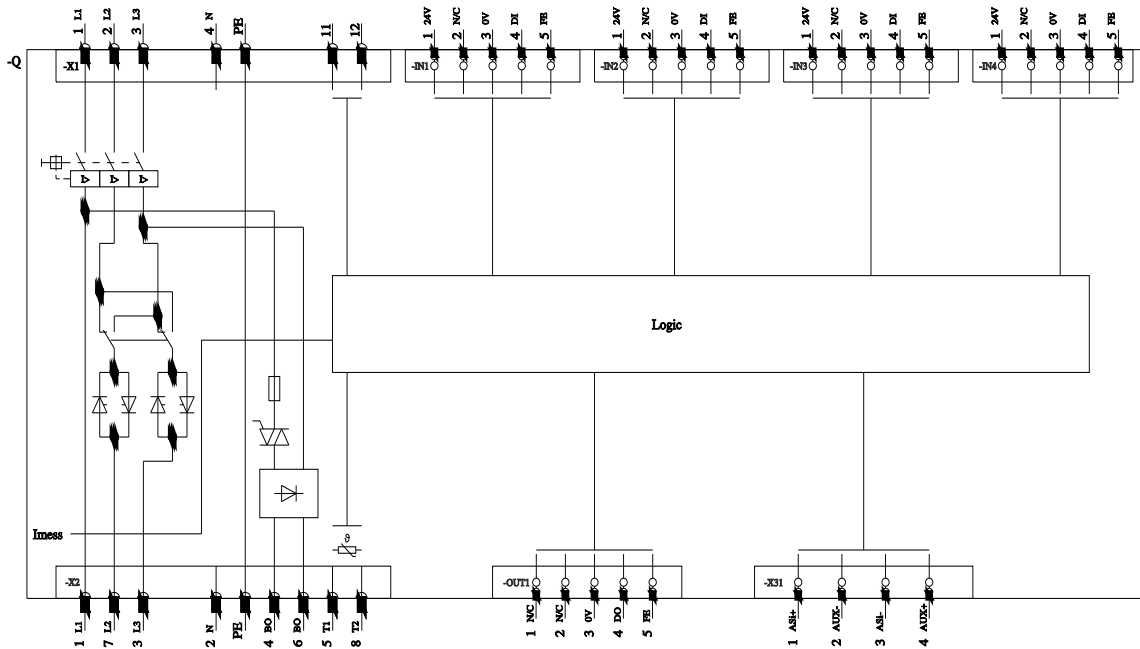 1 L1
2 L2
3 L3
4 N
PE
11
12
1 24V
2 N/C
3 0V
4 DI
5 FE
1 24V
2 N/C
3 0V
4 DI
5 FE
1 24V
2 N/C
3 0V
4 DI
5 FE
1 24V
2 N/C
3 0V
4 DI
5 FE
-Q
-X1
-IN1
-IN2
-IN3
-IN4
Logic
Imess
ϑ
-X2
-OUT1
-X31
1 L1
7 L2
3 L3
2 N
PE
4 BO
6 BO
5 T1
8 T2
1 N/C
2 N/C
3 0V
4 DO
5 FE
1 ASi+
2 AUX-
3 ASi-
4 AUX+